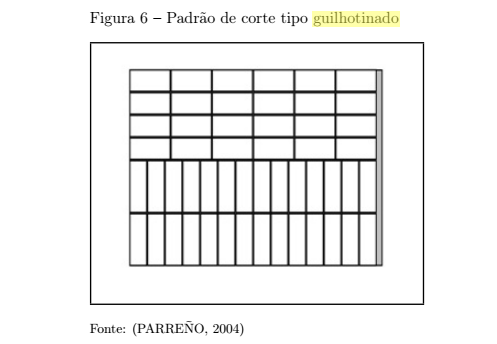 Figura 6 – Padrão de corte tipo guilhotinado
Fonte: (PARREÑO, 2004)